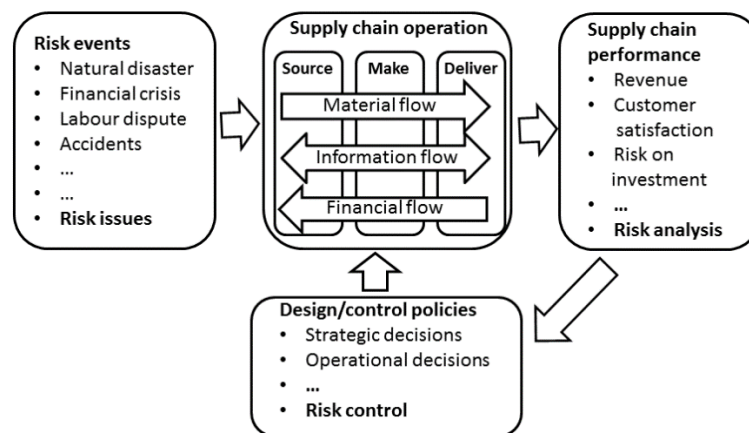 Risk events
• Natural disaster
• Financial crisis
• Labour dispute
• Accidents
• ...
• ...
• Risk issues
Supply chain operation
Source
Make
Deliver
Material flow
Information flow
Financial flow
Supply chain
performance
• Revenue
• Customer
satisfaction
• Risk on
investment
• ...
• Risk analysis
Design/control policies
• Strategic decisions
• Operational decisions
• ...
• Risk control